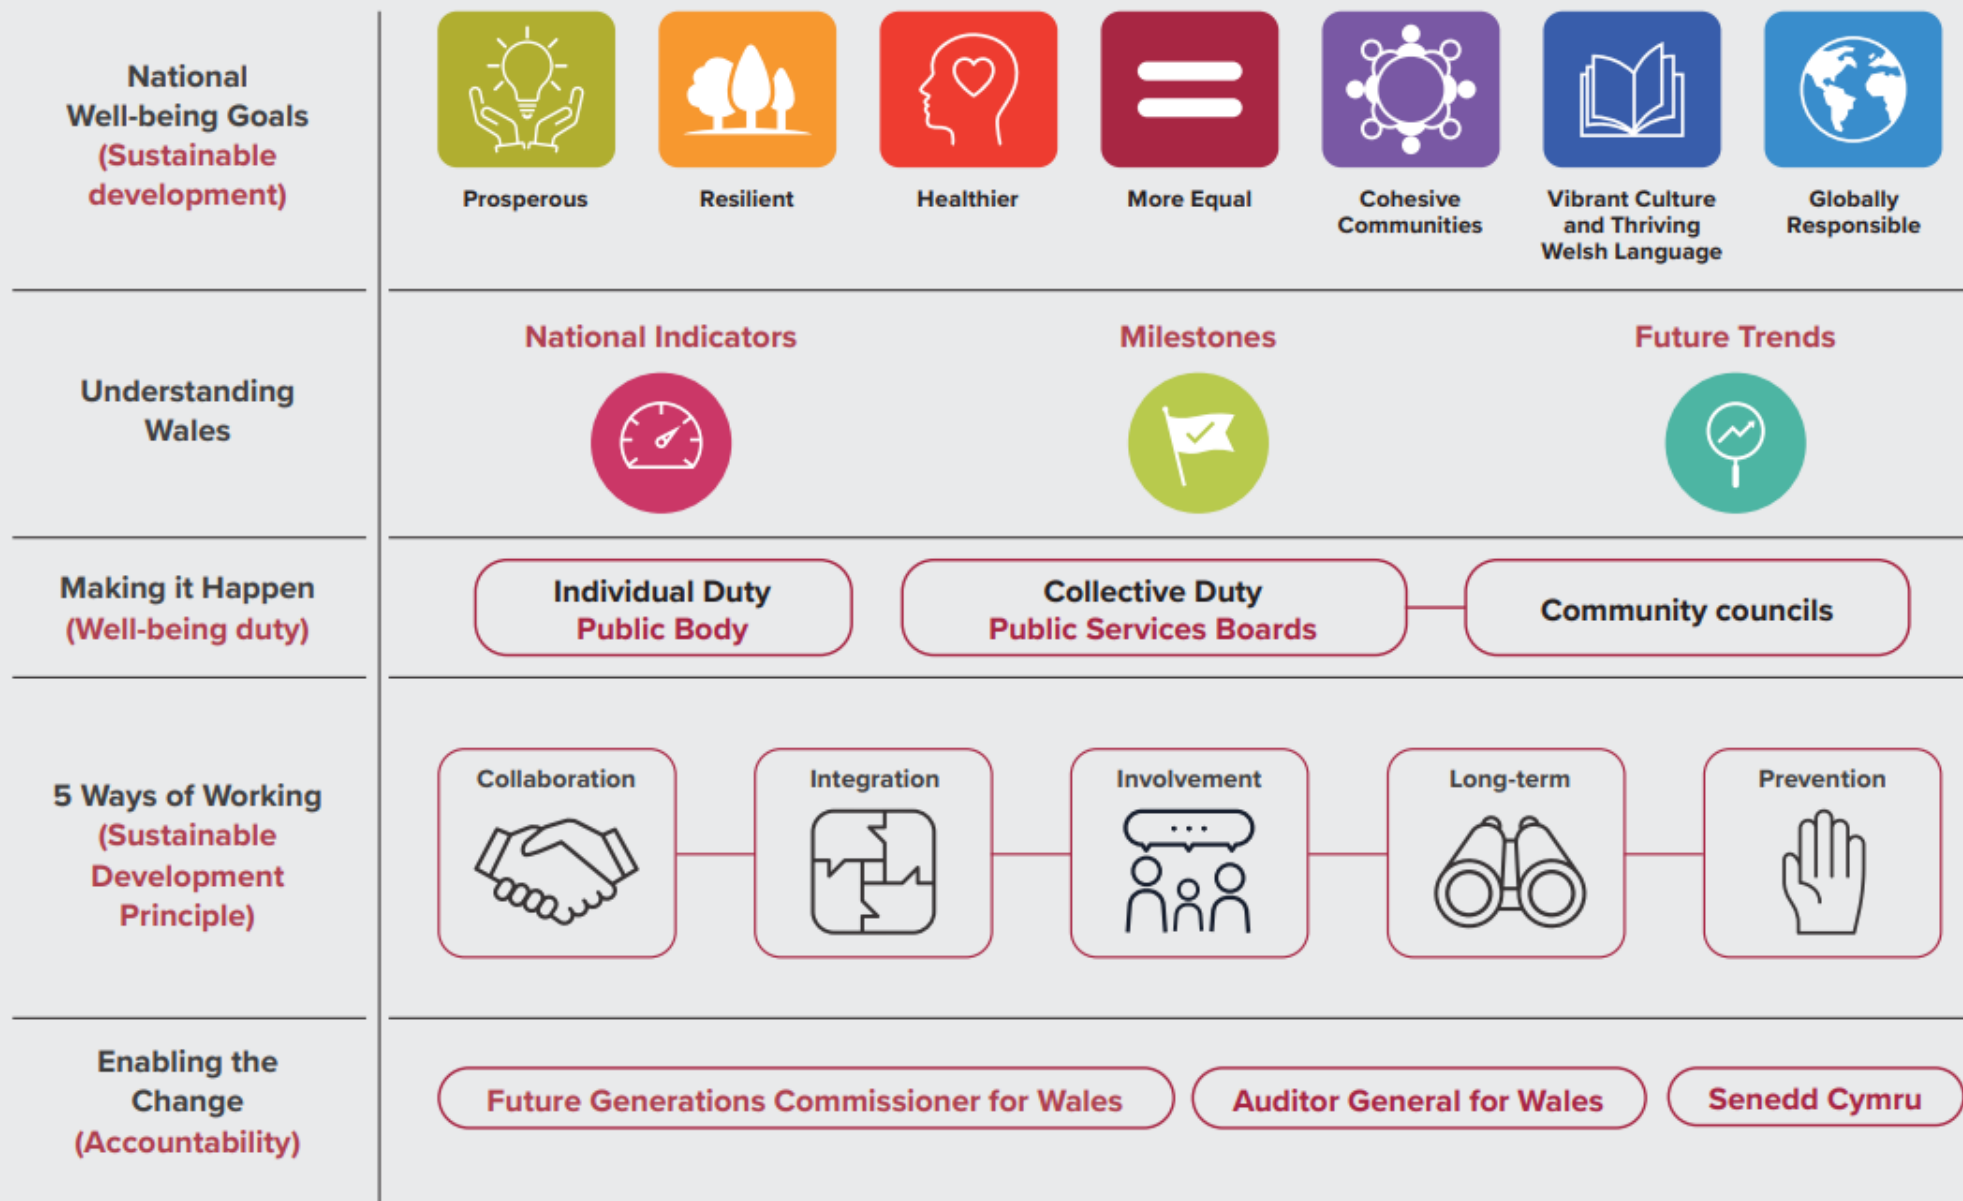 National
Well-being Goals
(Sustainable
development)
Prosperous
Resilient
Healthier
More Equal
Cohesive
Communities
Vibrant Culture
and Thriving
Welsh Language
Globally
Responsible
Understanding
Wales
National Indicators
Milestones
Future Trends
Making it Happen
(Well-being duty)
Individual Duty
Public Body
Collective Duty
Public Services Boards
Community councils
5 Ways of Working
(Sustainable
Development
Principle)
Collaboration
Integration
Involvement
Long-term
Prevention
Enabling the
Change
(Accountability)
Future Generations Commissioner for Wales
Auditor General for Wales
Senedd Cymru